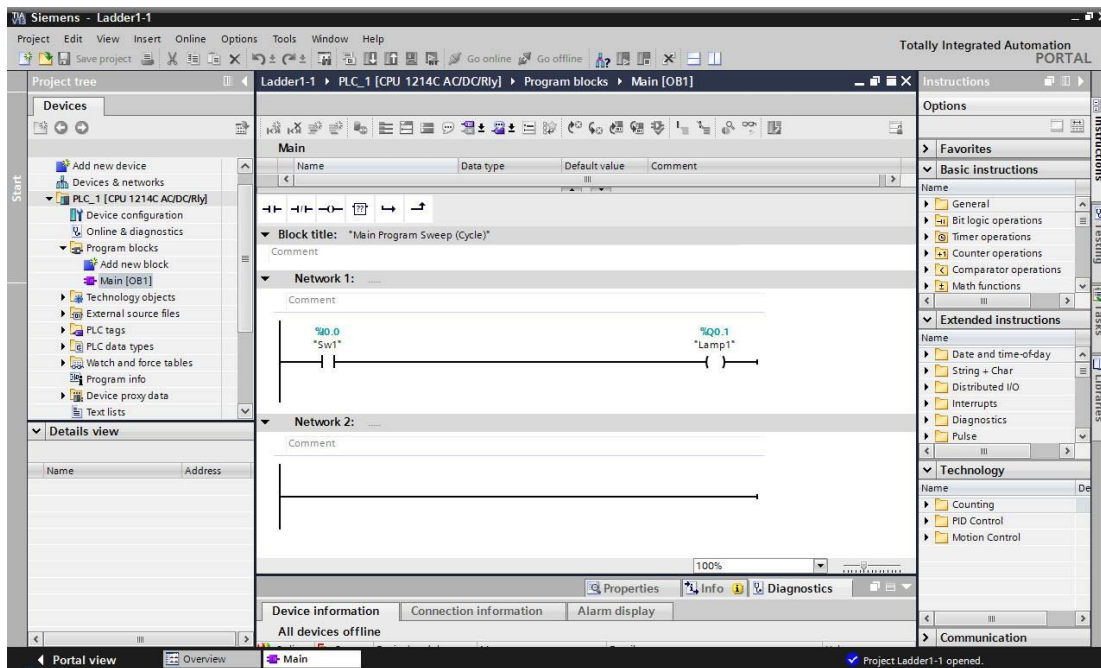 Siemens - Ladder1-1
Project Edit View Insert Online Options Tools Window Help
Totally Integrated Automation
PORTAL
Save project
Go online
Go offline
Project tree
Ladder1-1 ▸ PLC_1 [CPU 1214C AC/DC/Rly] ▸ Program blocks ▸ Main [OB1]
Instructions
Devices
Options
Start
Add new device
Devices & networks
PLC_1 [CPU 1214C AC/DC/Rly]
Device configuration
Online & diagnostics
Program blocks
Add new block
Main [OB1]
Technology objects
External source files
PLC tags
PLC data types
Watch and force tables
Program info
Device proxy data
Text lists
Details view
Name Address
Main
Name Data type Default value Comment
Block title: "Main Program Sweep (Cycle)"
Comment
Network 1: .....
Comment
%I0.0
"Sw1"
%Q0.1
"Lamp1"
Network 2: .....
Comment
100%
Properties Info Diagnostics
Device information Connection information Alarm display
All devices offline
Favorites
Basic instructions
Name
General
Bit logic operations
Timer operations
Counter operations
Comparator operations
Math functions
Extended instructions
Name
Date and time-of-day
String + Char
Distributed I/O
Interrupts
Diagnostics
Pulse
Technology
Name De
Counting
PID Control
Motion Control
Communication
Instructions
Testing
Tasks
Libraries
Portal view Overview Main
Project Ladder1-1 opened.